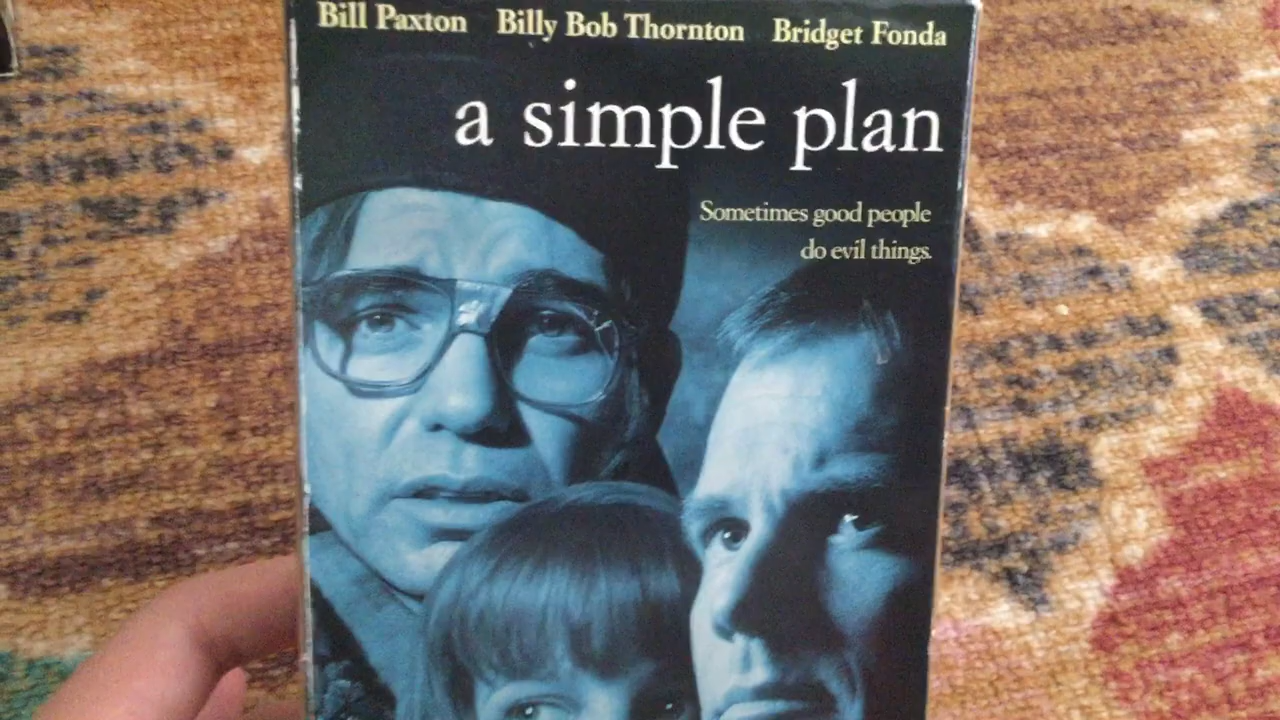 Bill Paxton Billy Bob Thornton Bridget Fonda
a simple plan
Sometimes good people
do evil things.